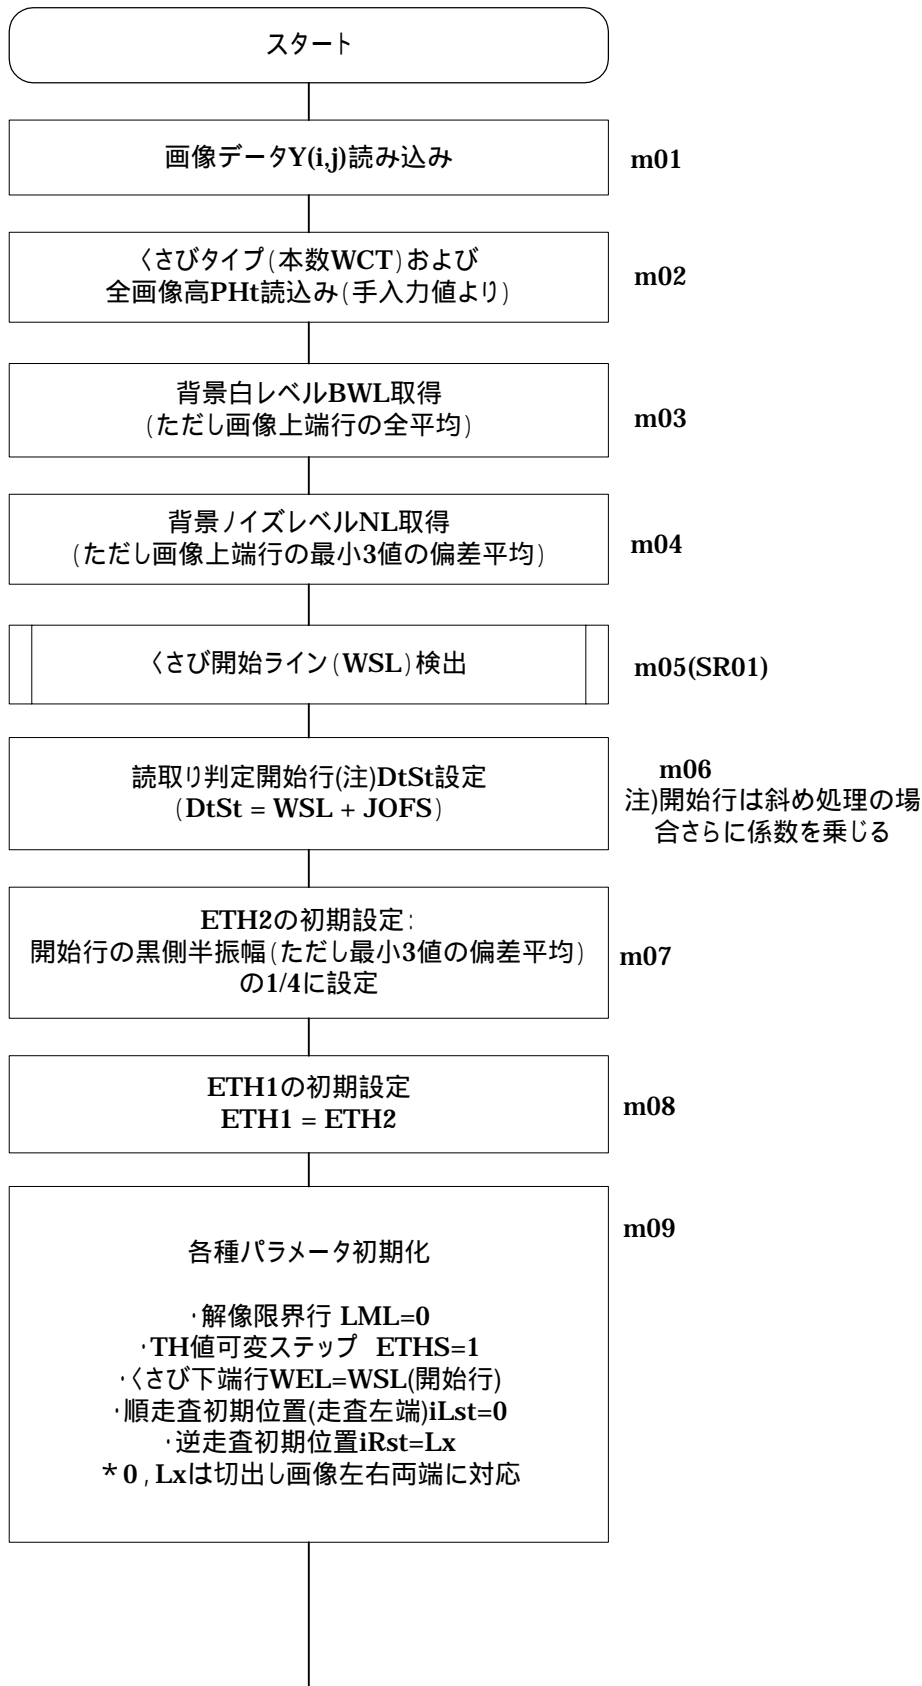 スタート
画像データY(i,j)読み込み
m01
くさびタイプ(本数WCT)および
全画像高PHt読込み(手入力値より)
m02
背景白レベルBWL取得
(ただし画像上端行の全平均)
m03
背景ノイズレベルNL取得
(ただし画像上端行の最小3値の偏差平均)
m04
くさび開始ライン(WSL)検出
m05(SR01)
読取り判定開始行(注)DtSt設定
(DtSt = WSL + JOFS)
m06
注)開始行は斜め処理の場
合さらに係数を乗じる
ETH2の初期設定:
開始行の黒側半振幅(ただし最小3値の偏差平均)
の1/4に設定
m07
ETH1の初期設定
ETH1 = ETH2
m08
m09
各種パラメータ初期化
・解像限界行 LML=0
・TH値可変ステップ ETHS=1
・くさび下端行WEL=WSL(開始行)
・順走査初期位置(走査左端)iLst=0
・逆走査初期位置iRst=Lx
*0,Lxは切出し画像左右両端に対応